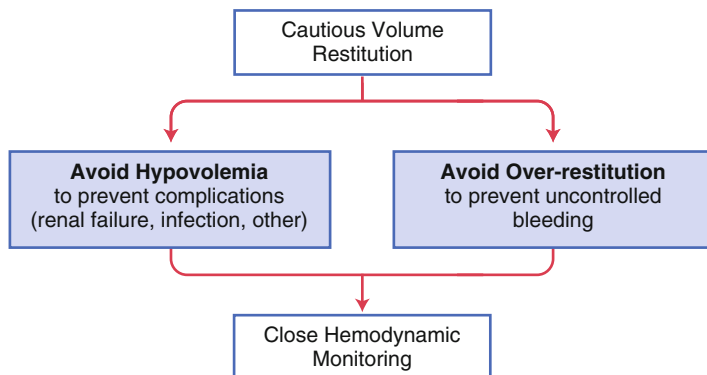 Cautious Volume
Restitution
Avoid Hypovolemia
to prevent complications
(renal failure, infection, other)
Avoid Over-restitution
to prevent uncontrolled
bleeding
Close Hemodynamic
Monitoring